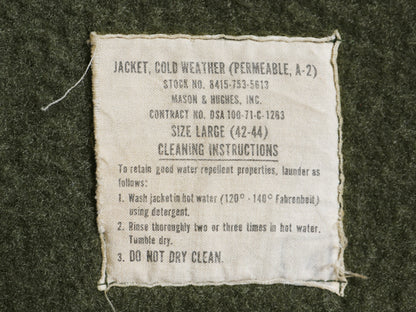 JACKET, COLD WEATHER (PERMEABLE, A-2)
STOCK NO. 8415-753-5613
MASON & HUGHES, INC.
CONTRACT NO. DSA 100-71-C-1263
SIZE LARGE (42-44)
CLEANING INSTRUCTIONS
To retain good water repellent properties, launder as
follows:
1. Wash jacket in hot water (120° - 140° Fahrenheit)
using detergent.
2. Rinse thoroughly two or three times in hot water.
Tumble dry.
3. DO NOT DRY CLEAN.